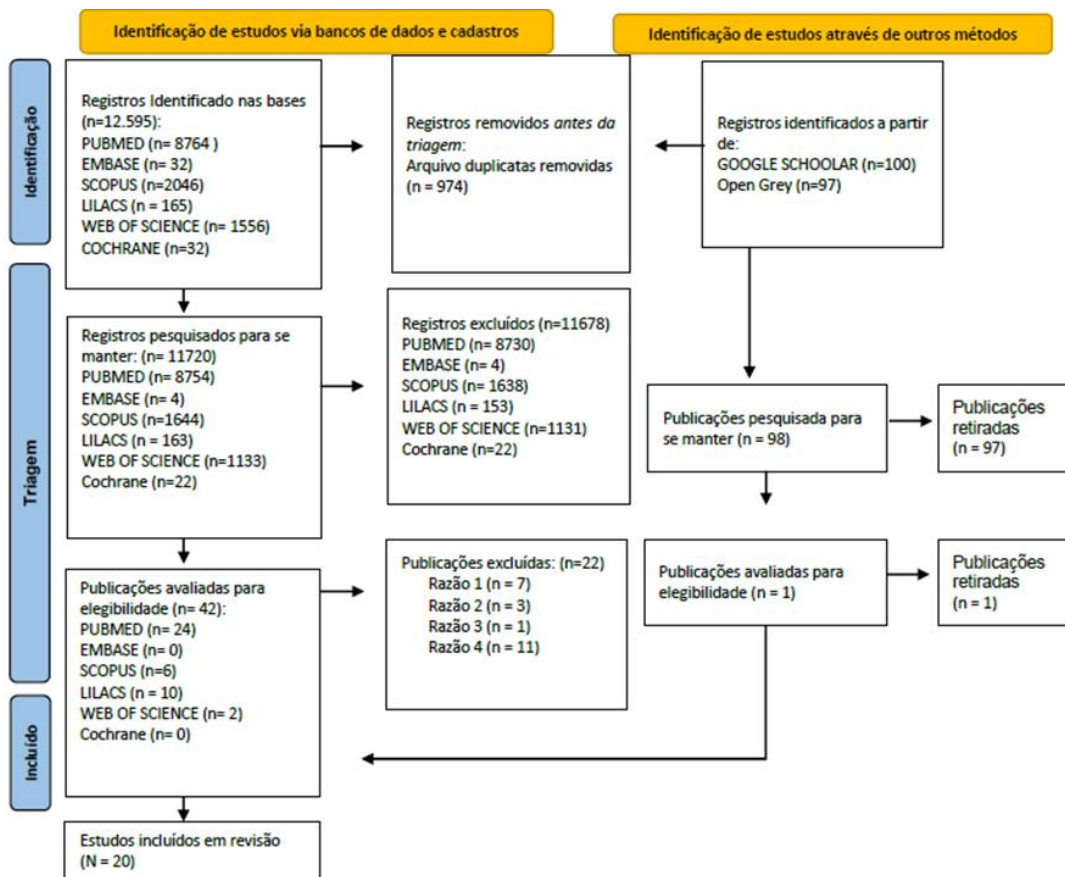 Identificação de estudos via bancos de dados e cadastros
Identificação de estudos através de outros métodos
Identificação
Registros Identificado nas bases
(n=12.595):
PUBMED (n= 8764 )
EMBASE (n= 32)
SCOPUS (n=2046)
LILACS (n = 165)
WEB OF SCIENCE (n= 1556)
COCHRANE (n=32)
Registros removidos antes da
triagem:
Arquivo duplicatas removidas
(n = 974)
Registros identificados a partir
de:
GOOGLE SCHOOLAR (n=100)
Open Grey (n=97)
Triagem
Registros pesquisados para se
manter: (n= 11720)
PUBMED (n= 8754)
EMBASE (n= 4)
SCOPUS (n=1644)
LILACS (n = 163)
WEB OF SCIENCE (n=1133)
Cochrane (n=22)
Registros excluídos (n=11678)
PUBMED (n= 8730)
EMBASE (n= 4)
SCOPUS (n= 1638)
LILACS (n = 153)
WEB OF SCIENCE (n=1131)
Cochrane (n=22)
Publicações pesquisada para
se manter (n = 98)
Publicações
retiradas
(n = 97)
Publicações avaliadas para
elegibilidade (n= 42):
PUBMED (n= 24)
EMBASE (n= 0)
SCOPUS (n=6)
LILACS (n = 10)
WEB OF SCIENCE (n= 2)
Cochrane (n= 0)
Publicações excluídas: (n=22)
Razão 1 (n = 7)
Razão 2 (n = 3)
Razão 3 (n = 1)
Razão 4 (n = 11)
Publicações avaliadas para
elegibilidade (n = 1)
Publicações
retiradas
(n = 1)
Incluído
Estudos incluídos em revisão
(N = 20)